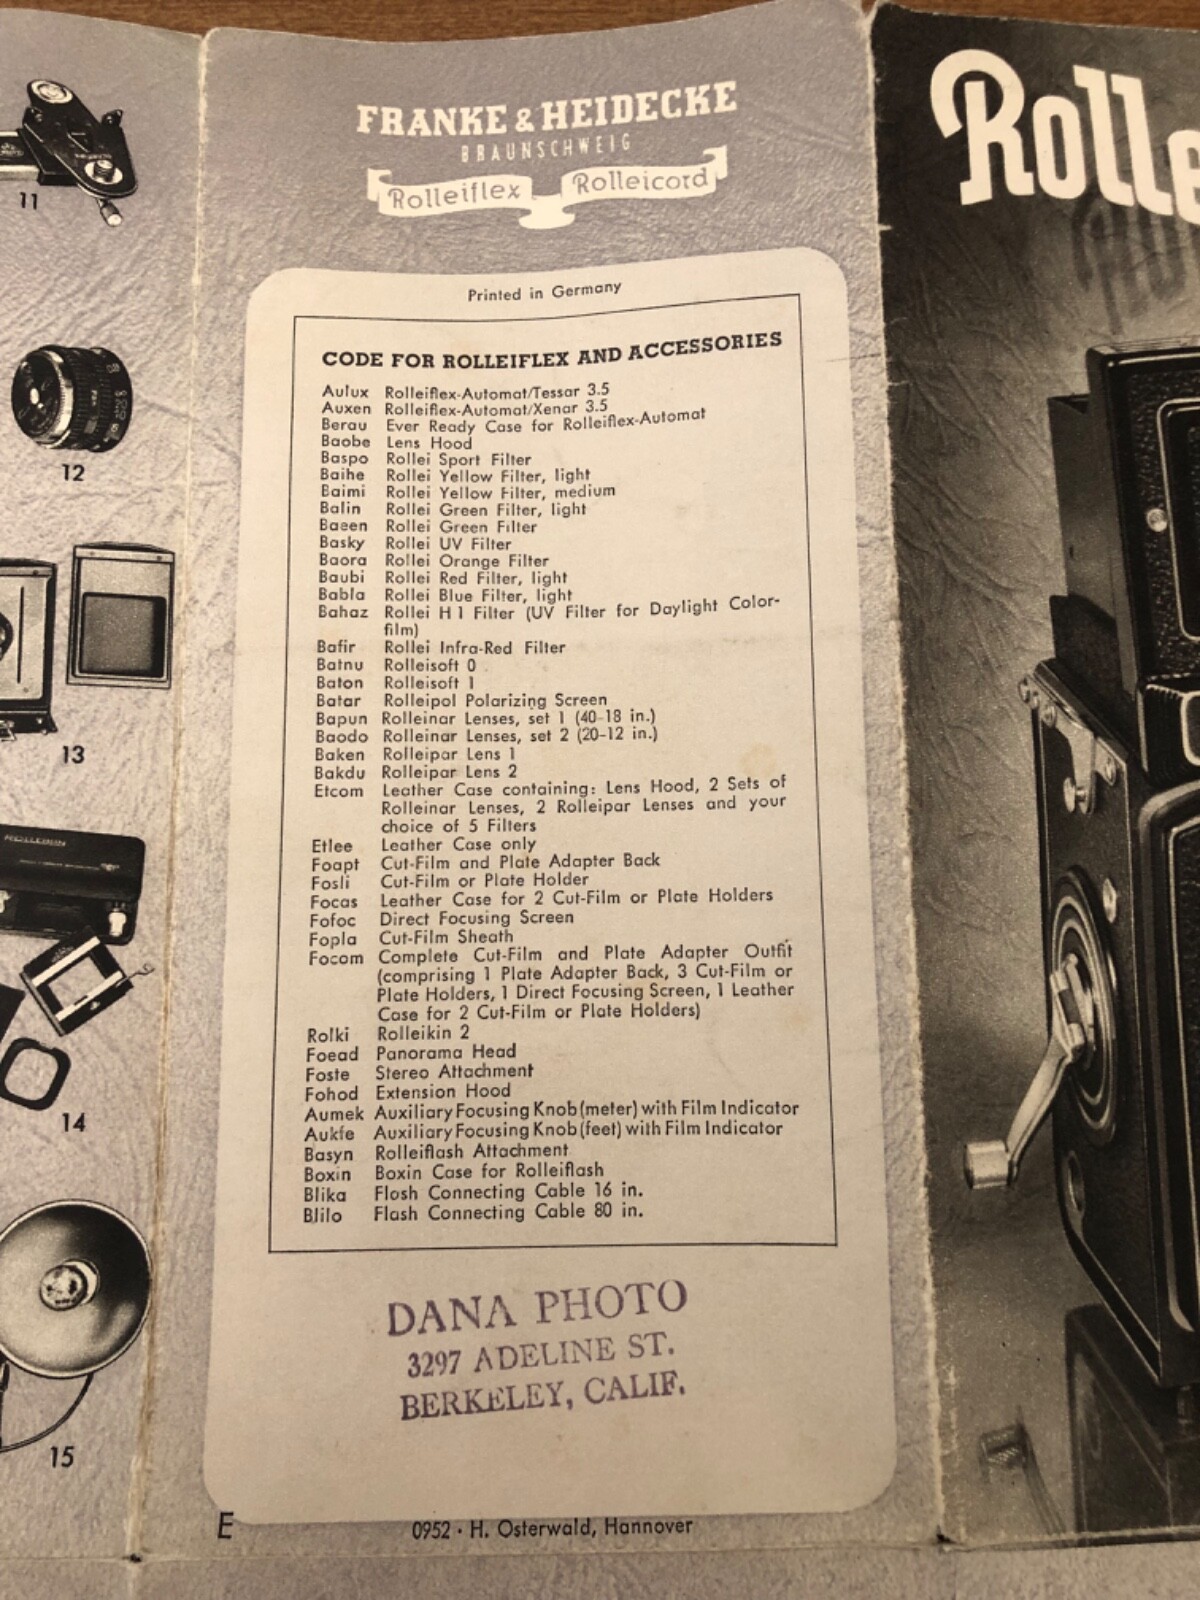 FRANKE & HEIDECKE
BRAUNSCHWEIG
Rolleiflex Rolleicord
Printed in Germany
CODE FOR ROLLEIFLEX AND ACCESSORIES
Aulux Rolleiflex-Automat/Tessar 3.5
Auxen Rolleiflex-Automat/Xenar 3.5
Berau Ever Ready Case for Rolleiflex-Automat
Baobe Lens Hood
Baspo Rollei Sport Filter
Baihe Rollei Yellow Filter, light
Baimi Rollei Yellow Filter, medium
Balin Rollei Green Filter, light
Baeen Rollei Green Filter
Basky Rollei UV Filter
Baora Rollei Orange Filter
Baubi Rollei Red Filter, light
Babla Rollei Blue Filter, light
Bahaz Rollei H 1 Filter (UV Filter for Daylight Color-
film)
Bafir Rollei Infra-Red Filter
Batnu Rolleisoft 0
Baton Rolleisoft 1
Batar Rolleipol Polarizing Screen
Bapun Rolleinar Lenses, set 1 (40-18 in.)
Baodo Rolleinar Lenses, set 2 (20-12 in.)
Baken Rolleipar Lens 1
Bakdu Rolleipar Lens 2
Etcom Leather Case containing: Lens Hood, 2 Sets of
Rolleinar Lenses, 2 Rolleipar Lenses and your
choice of 5 Filters
Etlee Leather Case only
Foapt Cut-Film and Plate Adapter Back
Fosli Cut-Film or Plate Holder
Focas Leather Case for 2 Cut-Film or Plate Holders
Fofoc Direct Focusing Screen
Fopla Cut-Film Sheath
Focom Complete Cut-Film and Plate Adapter Outfit
(comprising 1 Plate Adapter Back, 3 Cut-Film or
Plate Holders, 1 Direct Focusing Screen, 1 Leather
Case for 2 Cut-Film or Plate Holders)
Rolki Rolleikin 2
Foead Panorama Head
Foste Stereo Attachment
Fohod Extension Hood
Aumek Auxiliary Focusing Knob (meter) with Film Indicator
Aukfe Auxiliary Focusing Knob (feet) with Film Indicator
Basyn Rolleiflash Attachment
Boxin Boxin Case for Rolleiflash
Blika Flash Connecting Cable 16 in.
Blilo Flash Connecting Cable 80 in.
DANA PHOTO
3297 ADELINE ST.
BERKELEY, CALIF.
E
0952 · H. Osterwald, Hannover
11
12
13
ROLLEIKIN
14
15
Rolle